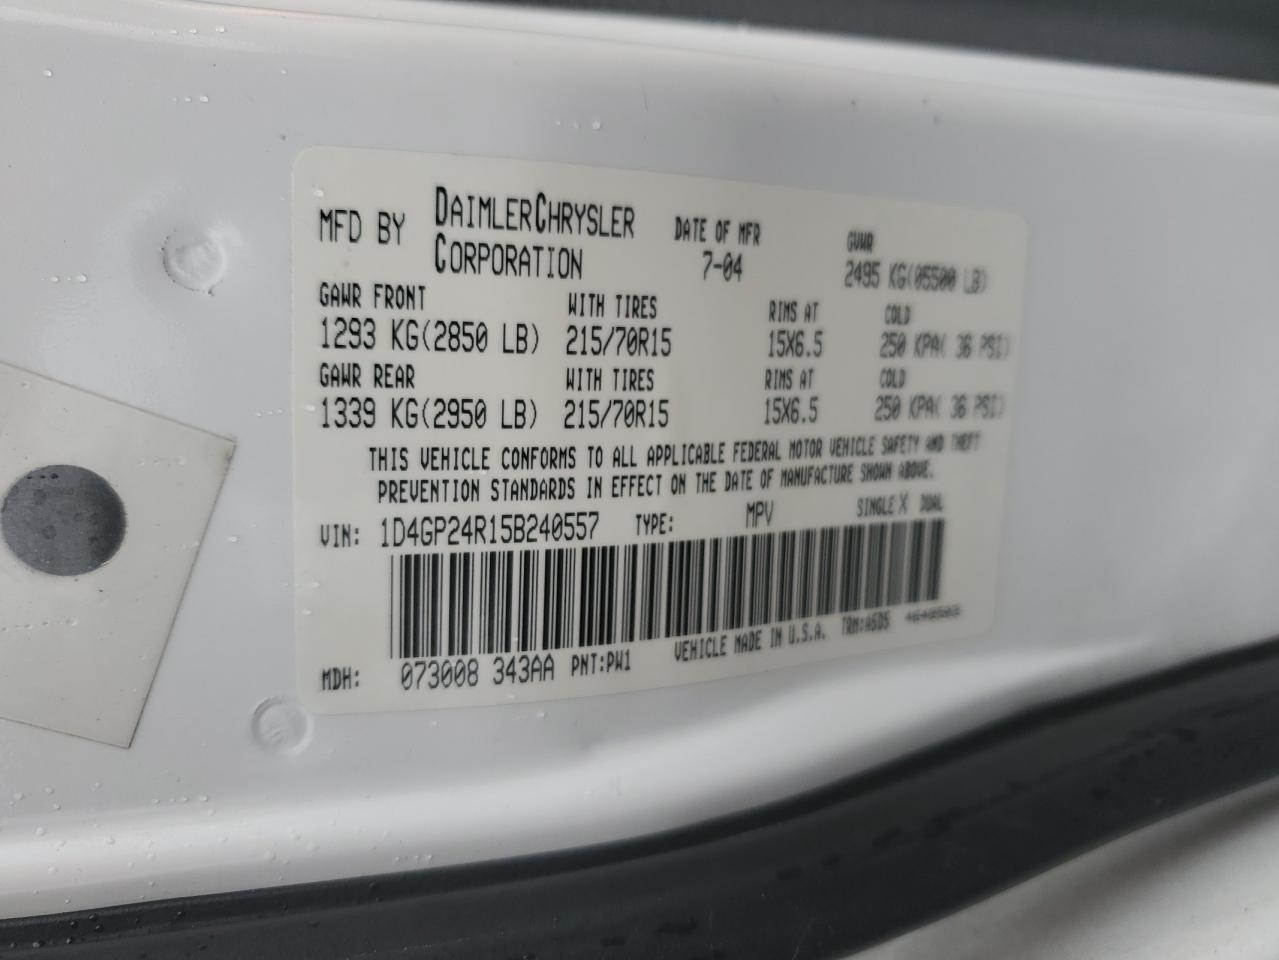 MFD BY DAIMLERCHRYSLER CORPORATION DATE OF MFR 7-04 GVWR 2495 KG(05500 LB)
GAWR FRONT WITH TIRES RIMS AT COLD
1293 KG(2850 LB) 215/70R15 15X6.5 250 KPA( 36 PSI)
GAWR REAR WITH TIRES RIMS AT COLD
1339 KG(2950 LB) 215/70R15 15X6.5 250 KPA( 36 PSI)
THIS VEHICLE CONFORMS TO ALL APPLICABLE FEDERAL MOTOR VEHICLE SAFETY AND THEFT
PREVENTION STANDARDS IN EFFECT ON THE DATE OF MANUFACTURE SHOWN ABOVE.
VIN: 1D4GP24R15B240557 TYPE: MPV SINGLE X DUAL
MDH: 073008 343AA PNT:PW1 VEHICLE MADE IN U.S.A.